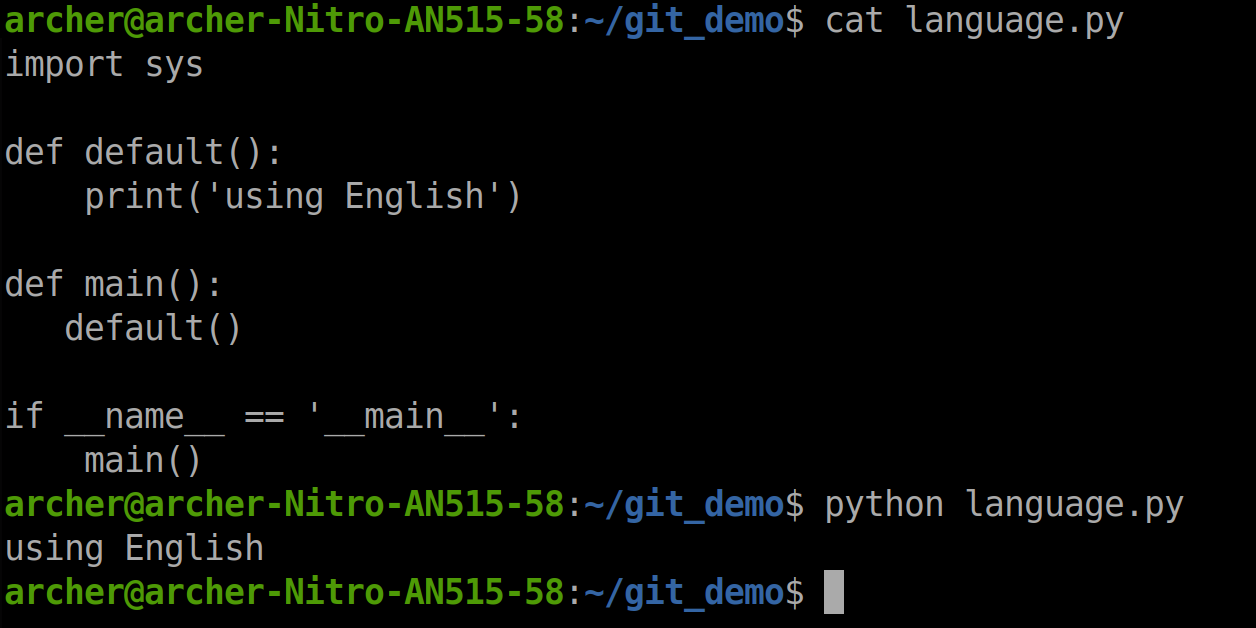 archer@archer-Nitro-AN515-58:~/git_demo$ cat language.py
import sys

def default():
    print('using English')

def main():
   default()

if __name__ == '__main__':
    main()
archer@archer-Nitro-AN515-58:~/git_demo$ python language.py
using English
archer@archer-Nitro-AN515-58:~/git_demo$